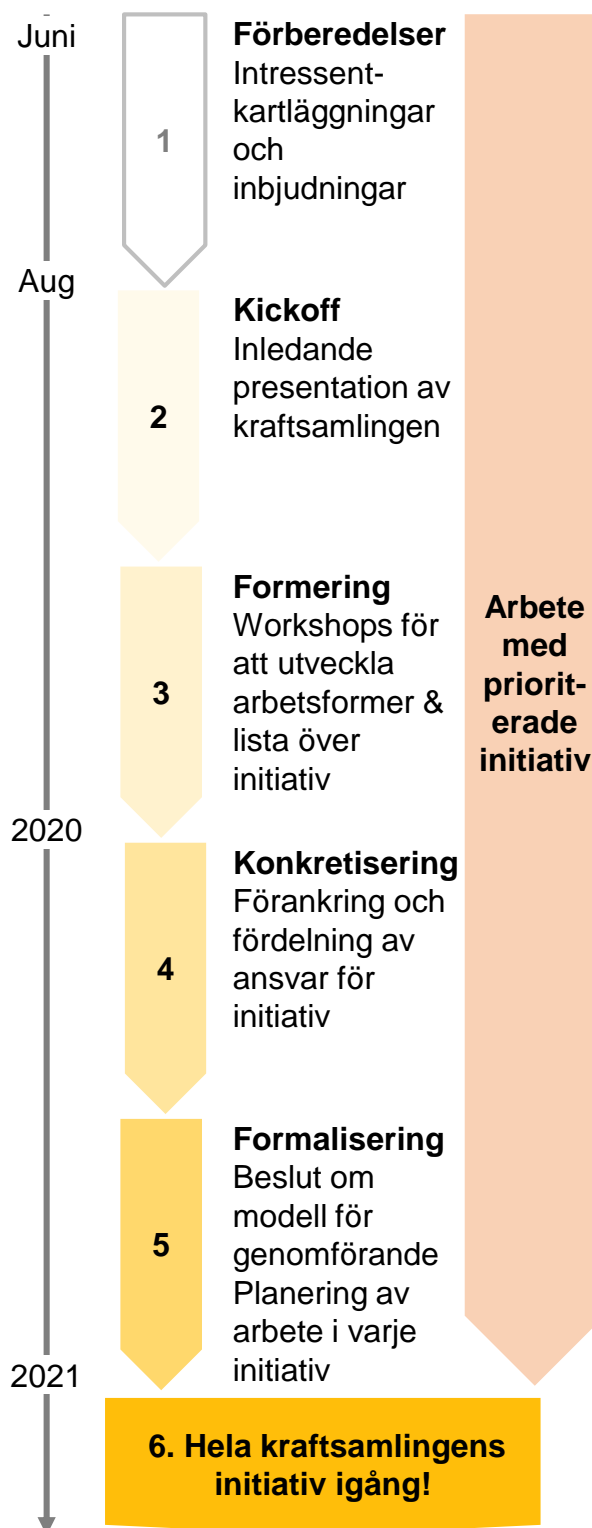 Juni
1
Förberedelser
Intressent-
kartläggningar
och
inbjudningar
Aug
2
Kickoff
Inledande
presentation av
kraftsamlingen
3
Formering
Workshops för
att utveckla
arbetsformer &
lista över
initiativ
Arbete
med
priorit-
erade
initiativ
2020
4
Konkretisering
Förankring och
fördelning av
ansvar för
initiativ
5
Formalisering
Beslut om
modell för
genomförande
Planering av
arbete i varje
initiativ
2021
6. Hela kraftsamlingens
initiativ igång!